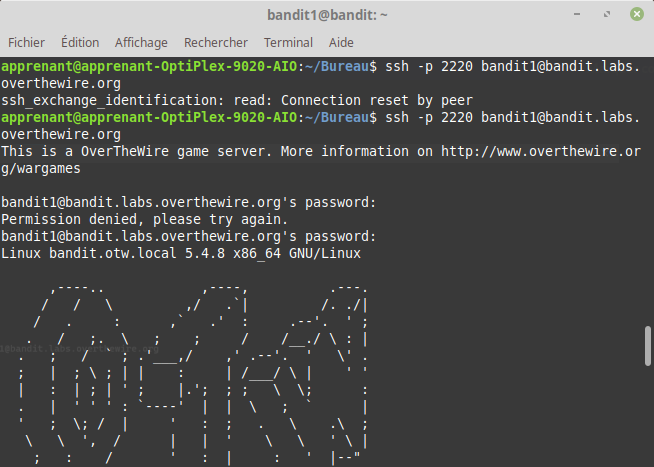 bandit1@bandit: ~
Fichier Édition Affichage Rechercher Terminal Aide
apprenant@apprenant-OptiPlex-9020-AIO:~/Bureau$ ssh -p 2220 bandit1@bandit.labs.
overthewire.org
ssh_exchange_identification: read: Connection reset by peer
apprenant@apprenant-OptiPlex-9020-AIO:~/Bureau$ ssh -p 2220 bandit1@bandit.labs.
overthewire.org
This is a OverTheWire game server. More information on http://www.overthewire.or
g/wargames
bandit1@bandit.labs.overthewire.org's password:
Permission denied, please try again.
bandit1@bandit.labs.overthewire.org's password:
Linux bandit.otw.local 5.4.8 x86_64 GNU/Linux